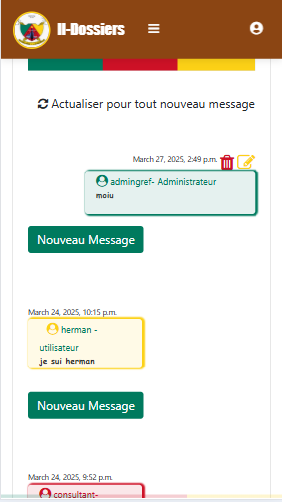 II-Dossiers
Actualiser pour tout nouveau message
March 27, 2025, 2:49 p.m.
admingref- Administrateur
moiu
Nouveau Message
March 24, 2025, 10:15 p.m.
herman -
utilisateur
je sui herman
Nouveau Message
March 24, 2025, 9:52 p.m.
consultant-